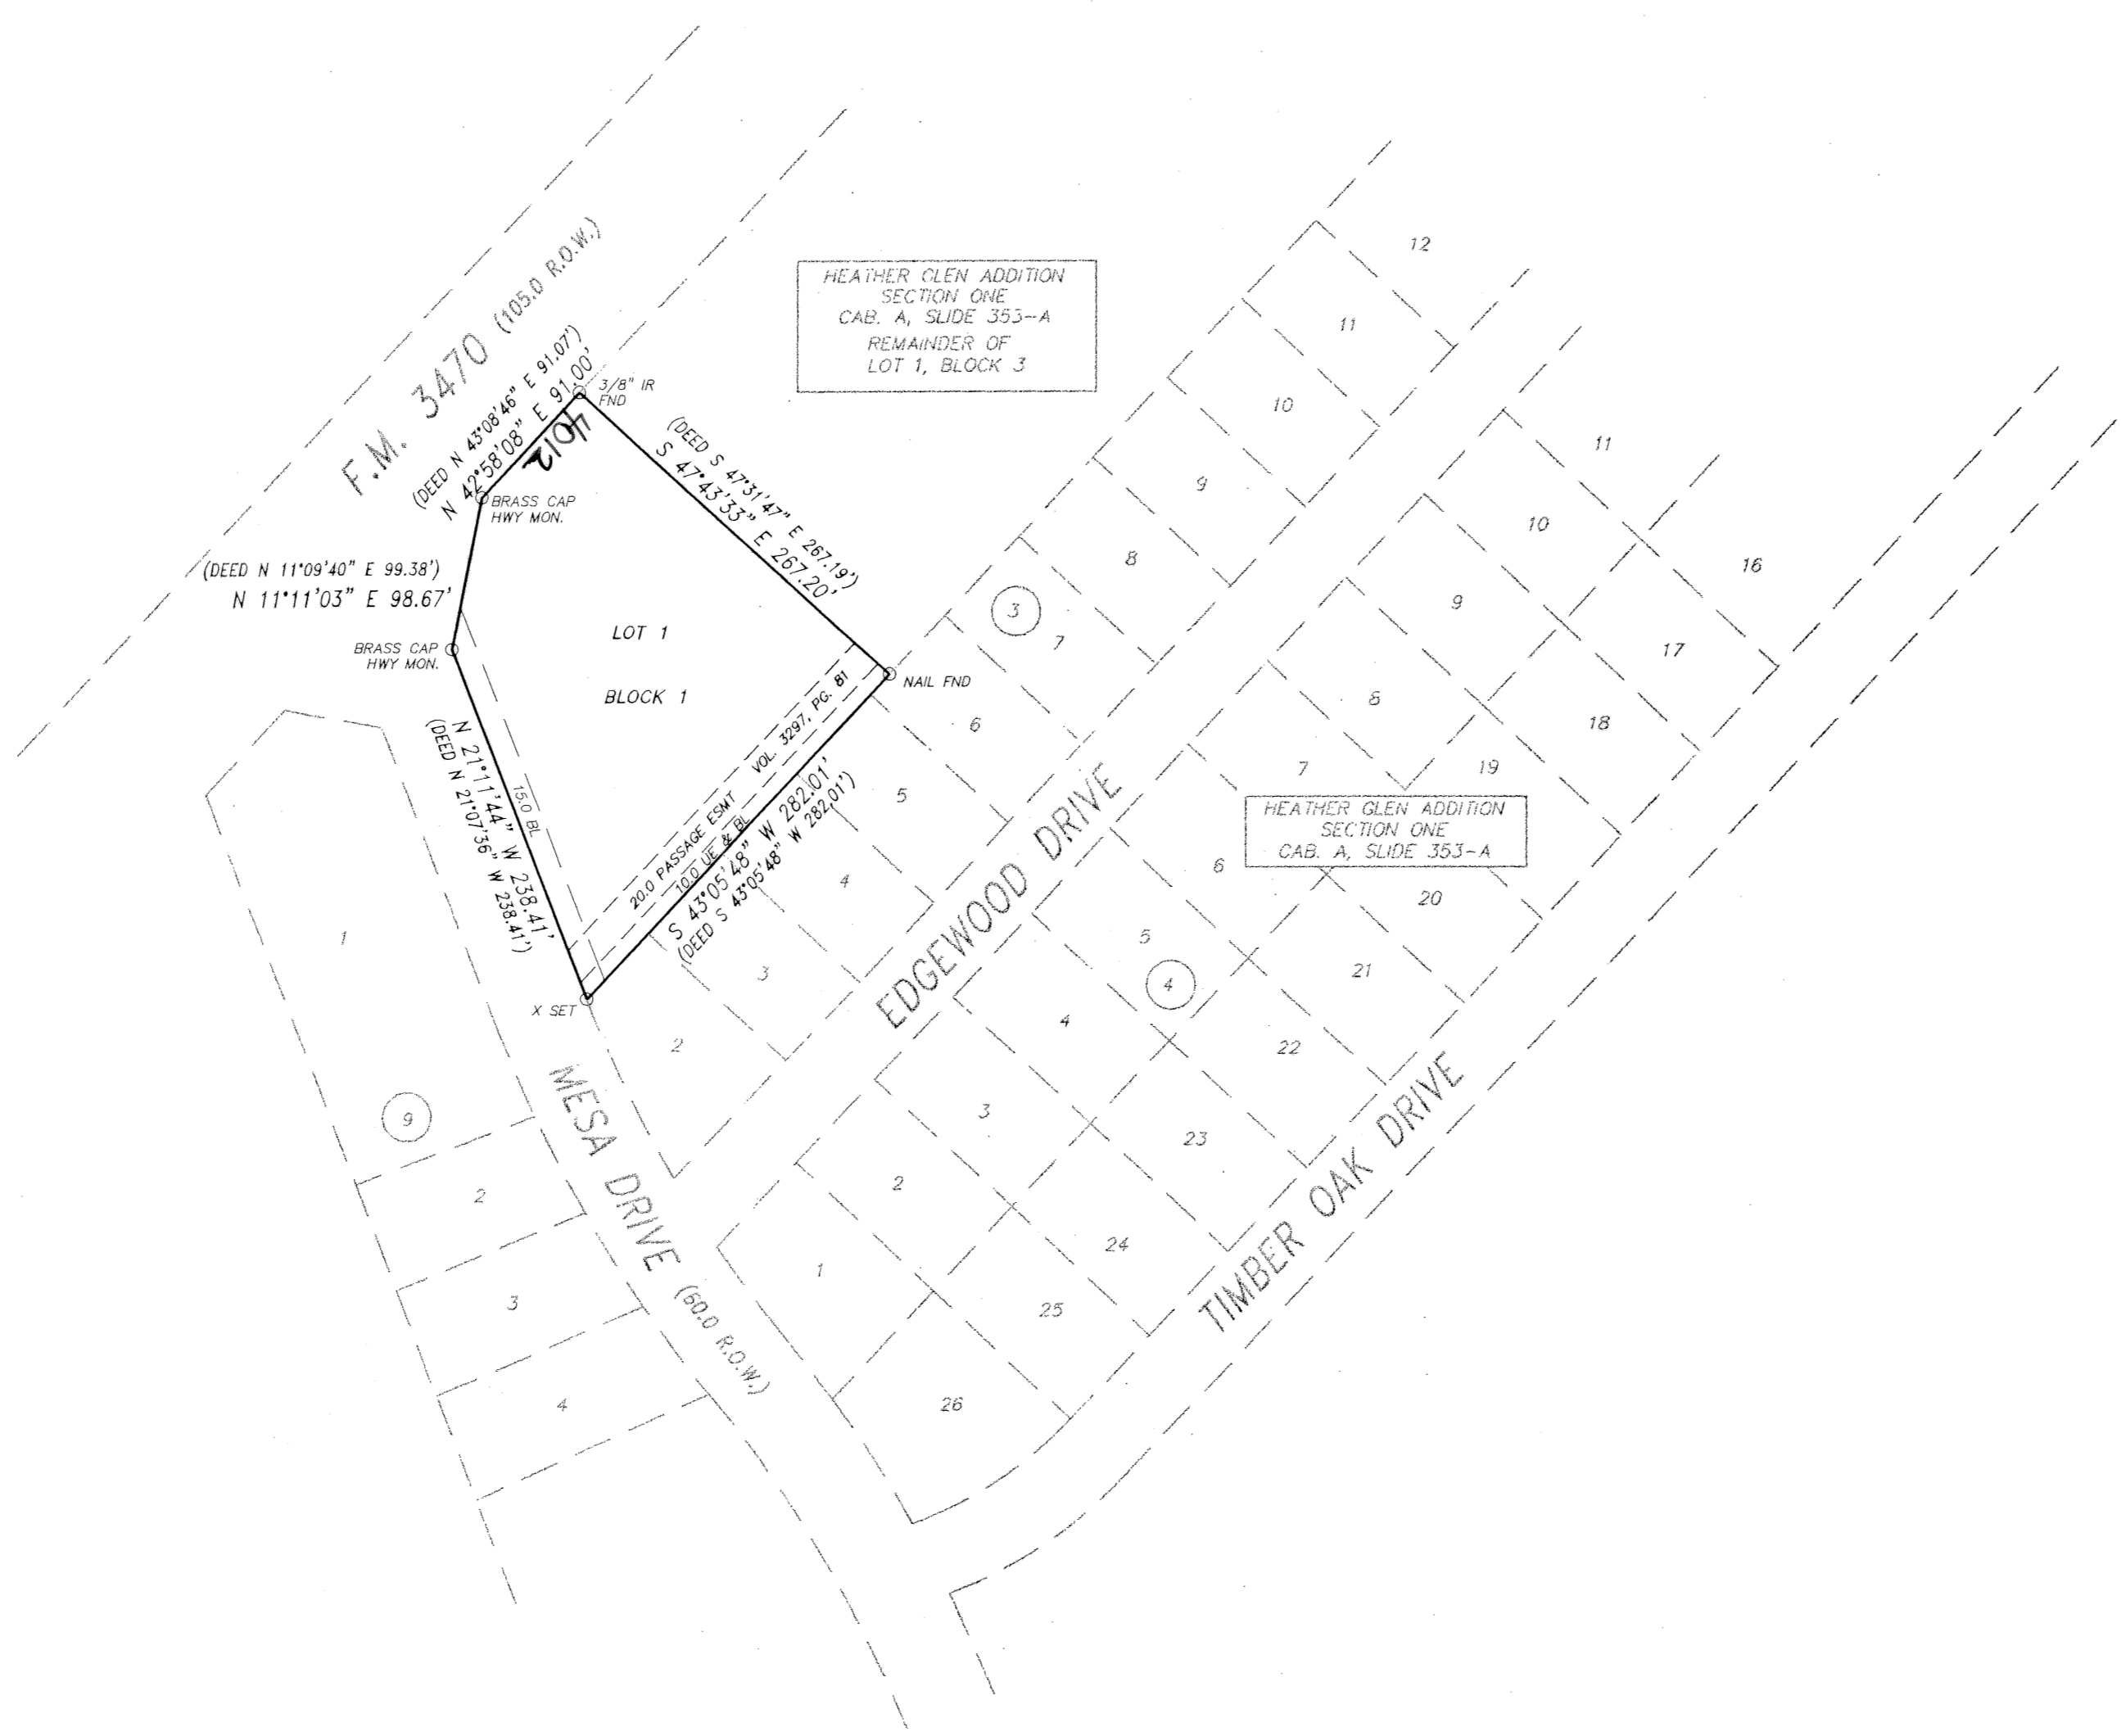 F.M. 3470 (105.0 R.O.W.)
HEATHER GLEN ADDITION
SECTION ONE
CAB. A, SLIDE 353-A
REMAINDER OF
LOT 1, BLOCK 3
(DEED N 43°08'46" E 91.07')
N 42°58'08" E 91.00'
4012
3/8" IR
FND
BRASS CAP
HWY MON.
(DEED S 47°31'47" E 267.19')
S 47°43'33" E 267.20'
(DEED N 11°09'40" E 99.38')
N 11°11'03" E 98.67'
BRASS CAP
HWY MON.
LOT 1
BLOCK 1
NAIL FND
N 21°11'44" W 238.41'
(DEED N 21°07'36" W 238.41')
15.0 BL
20.0 PASSAGE ESMT VOL. 3297, PG. 81
10.0 UE & BL
S 43°05'48" W 282.01'
(DEED S 43°05'48" W 282.01')
X SET
12
11
10
9
8
3
7
6
5
4
3
2
EDGEWOOD DRIVE
11
10
9
8
7
6
5
4
4
3
2
1
16
17
18
19
HEATHER GLEN ADDITION
SECTION ONE
CAB. A, SLIDE 353-A
20
21
22
23
24
25
26
TIMBER OAK DRIVE
1
9
2
3
4
MESA DRIVE (60.0 R.O.W.)